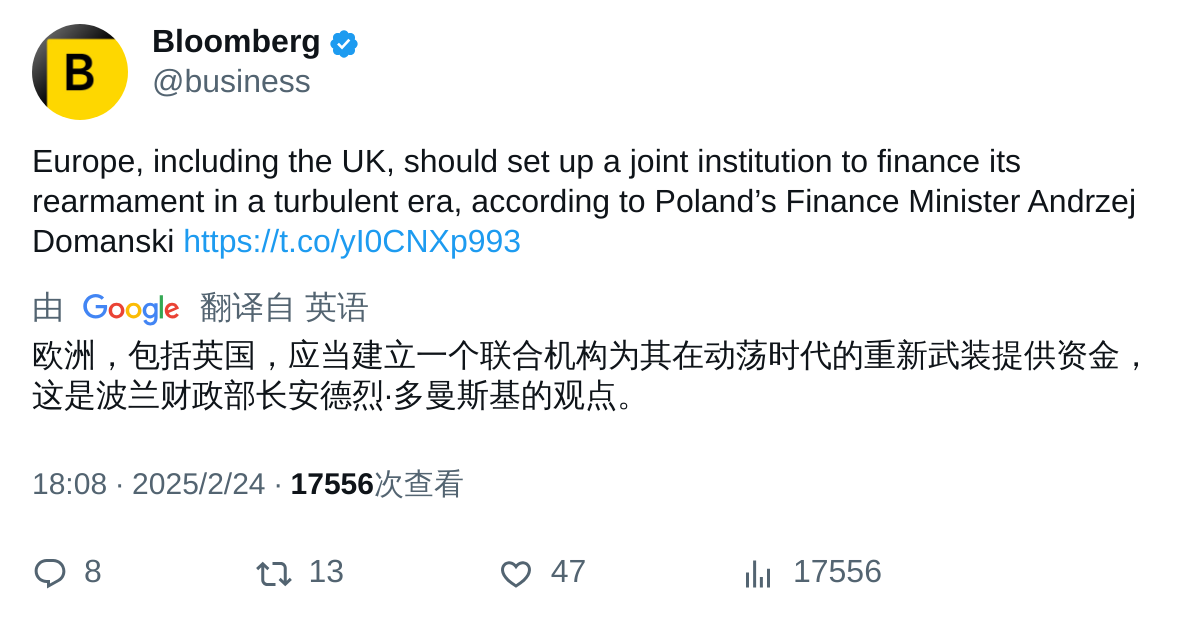 B
Bloomberg
@business
Europe, including the UK, should set up a joint institution to finance its
rearmament in a turbulent era, according to Poland’s Finance Minister Andrzej
Domanski https://t.co/yI0CNXp993
由 Google 翻译自 英语
欧洲，包括英国，应当建立一个联合机构为其在动荡时代的重新武装提供资金，
这是波兰财政部长安德烈·多曼斯基的观点。
18:08 · 2025/2/24 · 17556次查看
8 13 47 17556